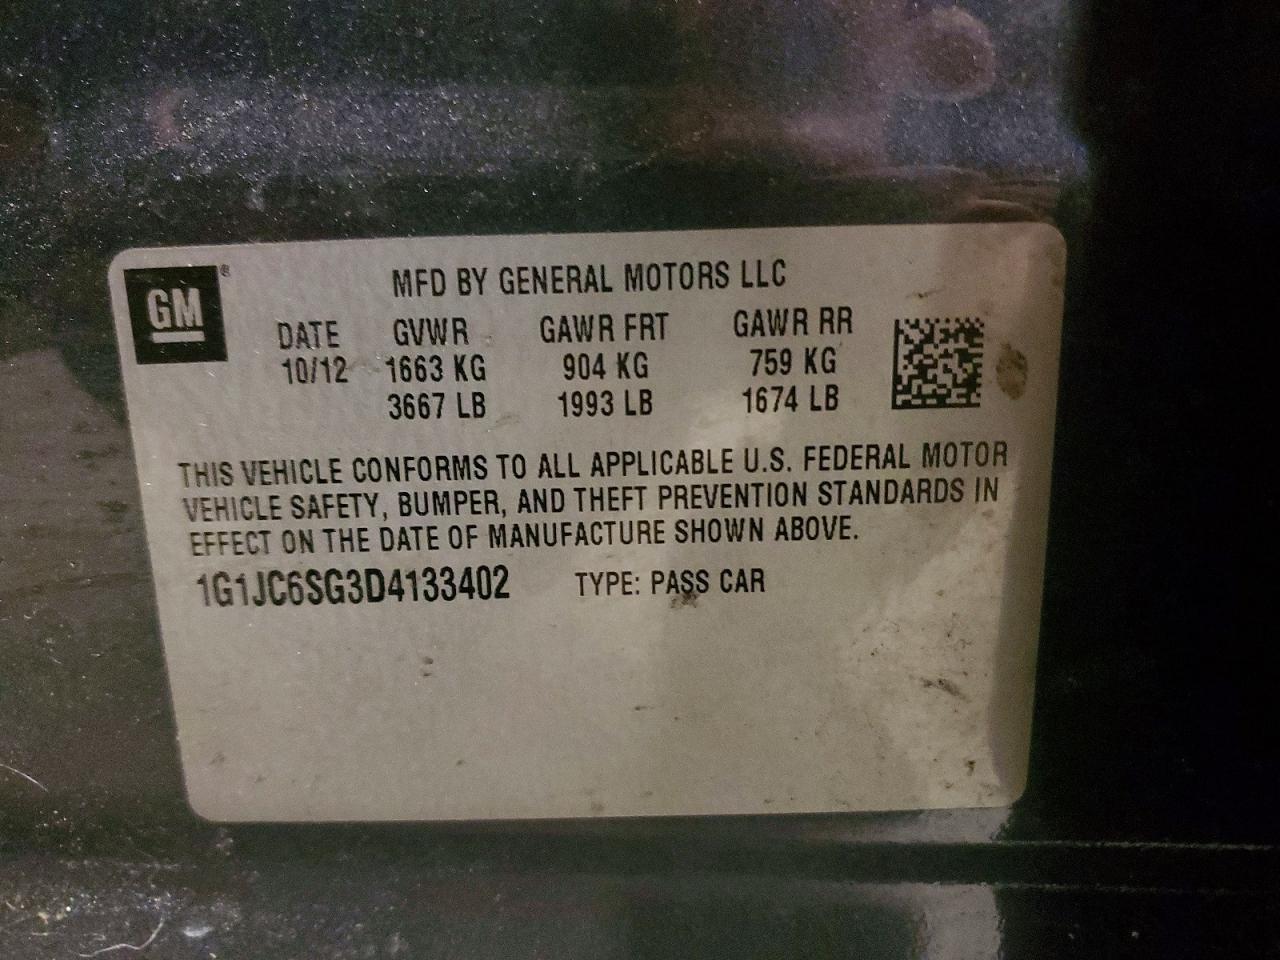 GM®
MFD BY GENERAL MOTORS LLC
DATE GVWR GAWR FRT GAWR RR
10/12 1663 KG 904 KG 759 KG
3667 LB 1993 LB 1674 LB
THIS VEHICLE CONFORMS TO ALL APPLICABLE U.S. FEDERAL MOTOR
VEHICLE SAFETY, BUMPER, AND THEFT PREVENTION STANDARDS IN
EFFECT ON THE DATE OF MANUFACTURE SHOWN ABOVE.
1G1JC6SG3D4133402 TYPE: PASS CAR